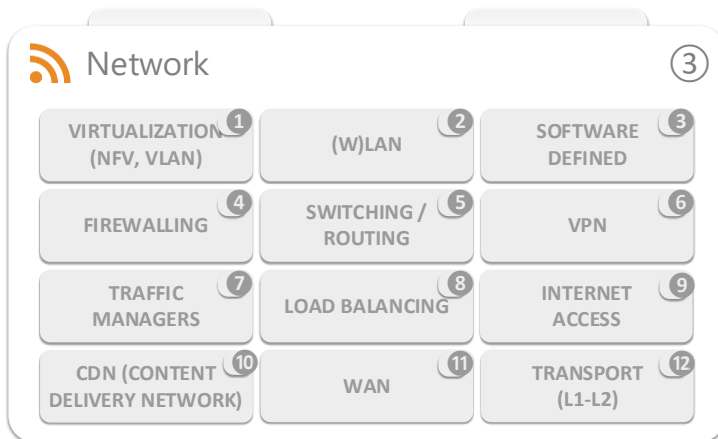 Network
③
VIRTUALIZATION
(NFV, VLAN)
1
(W)LAN
2
SOFTWARE
DEFINED
3
FIREWALLING
4
SWITCHING /
ROUTING
5
VPN
6
TRAFFIC
MANAGERS
7
LOAD BALANCING
8
INTERNET
ACCESS
9
CDN (CONTENT
DELIVERY NETWORK)
10
WAN
11
TRANSPORT
(L1-L2)
12